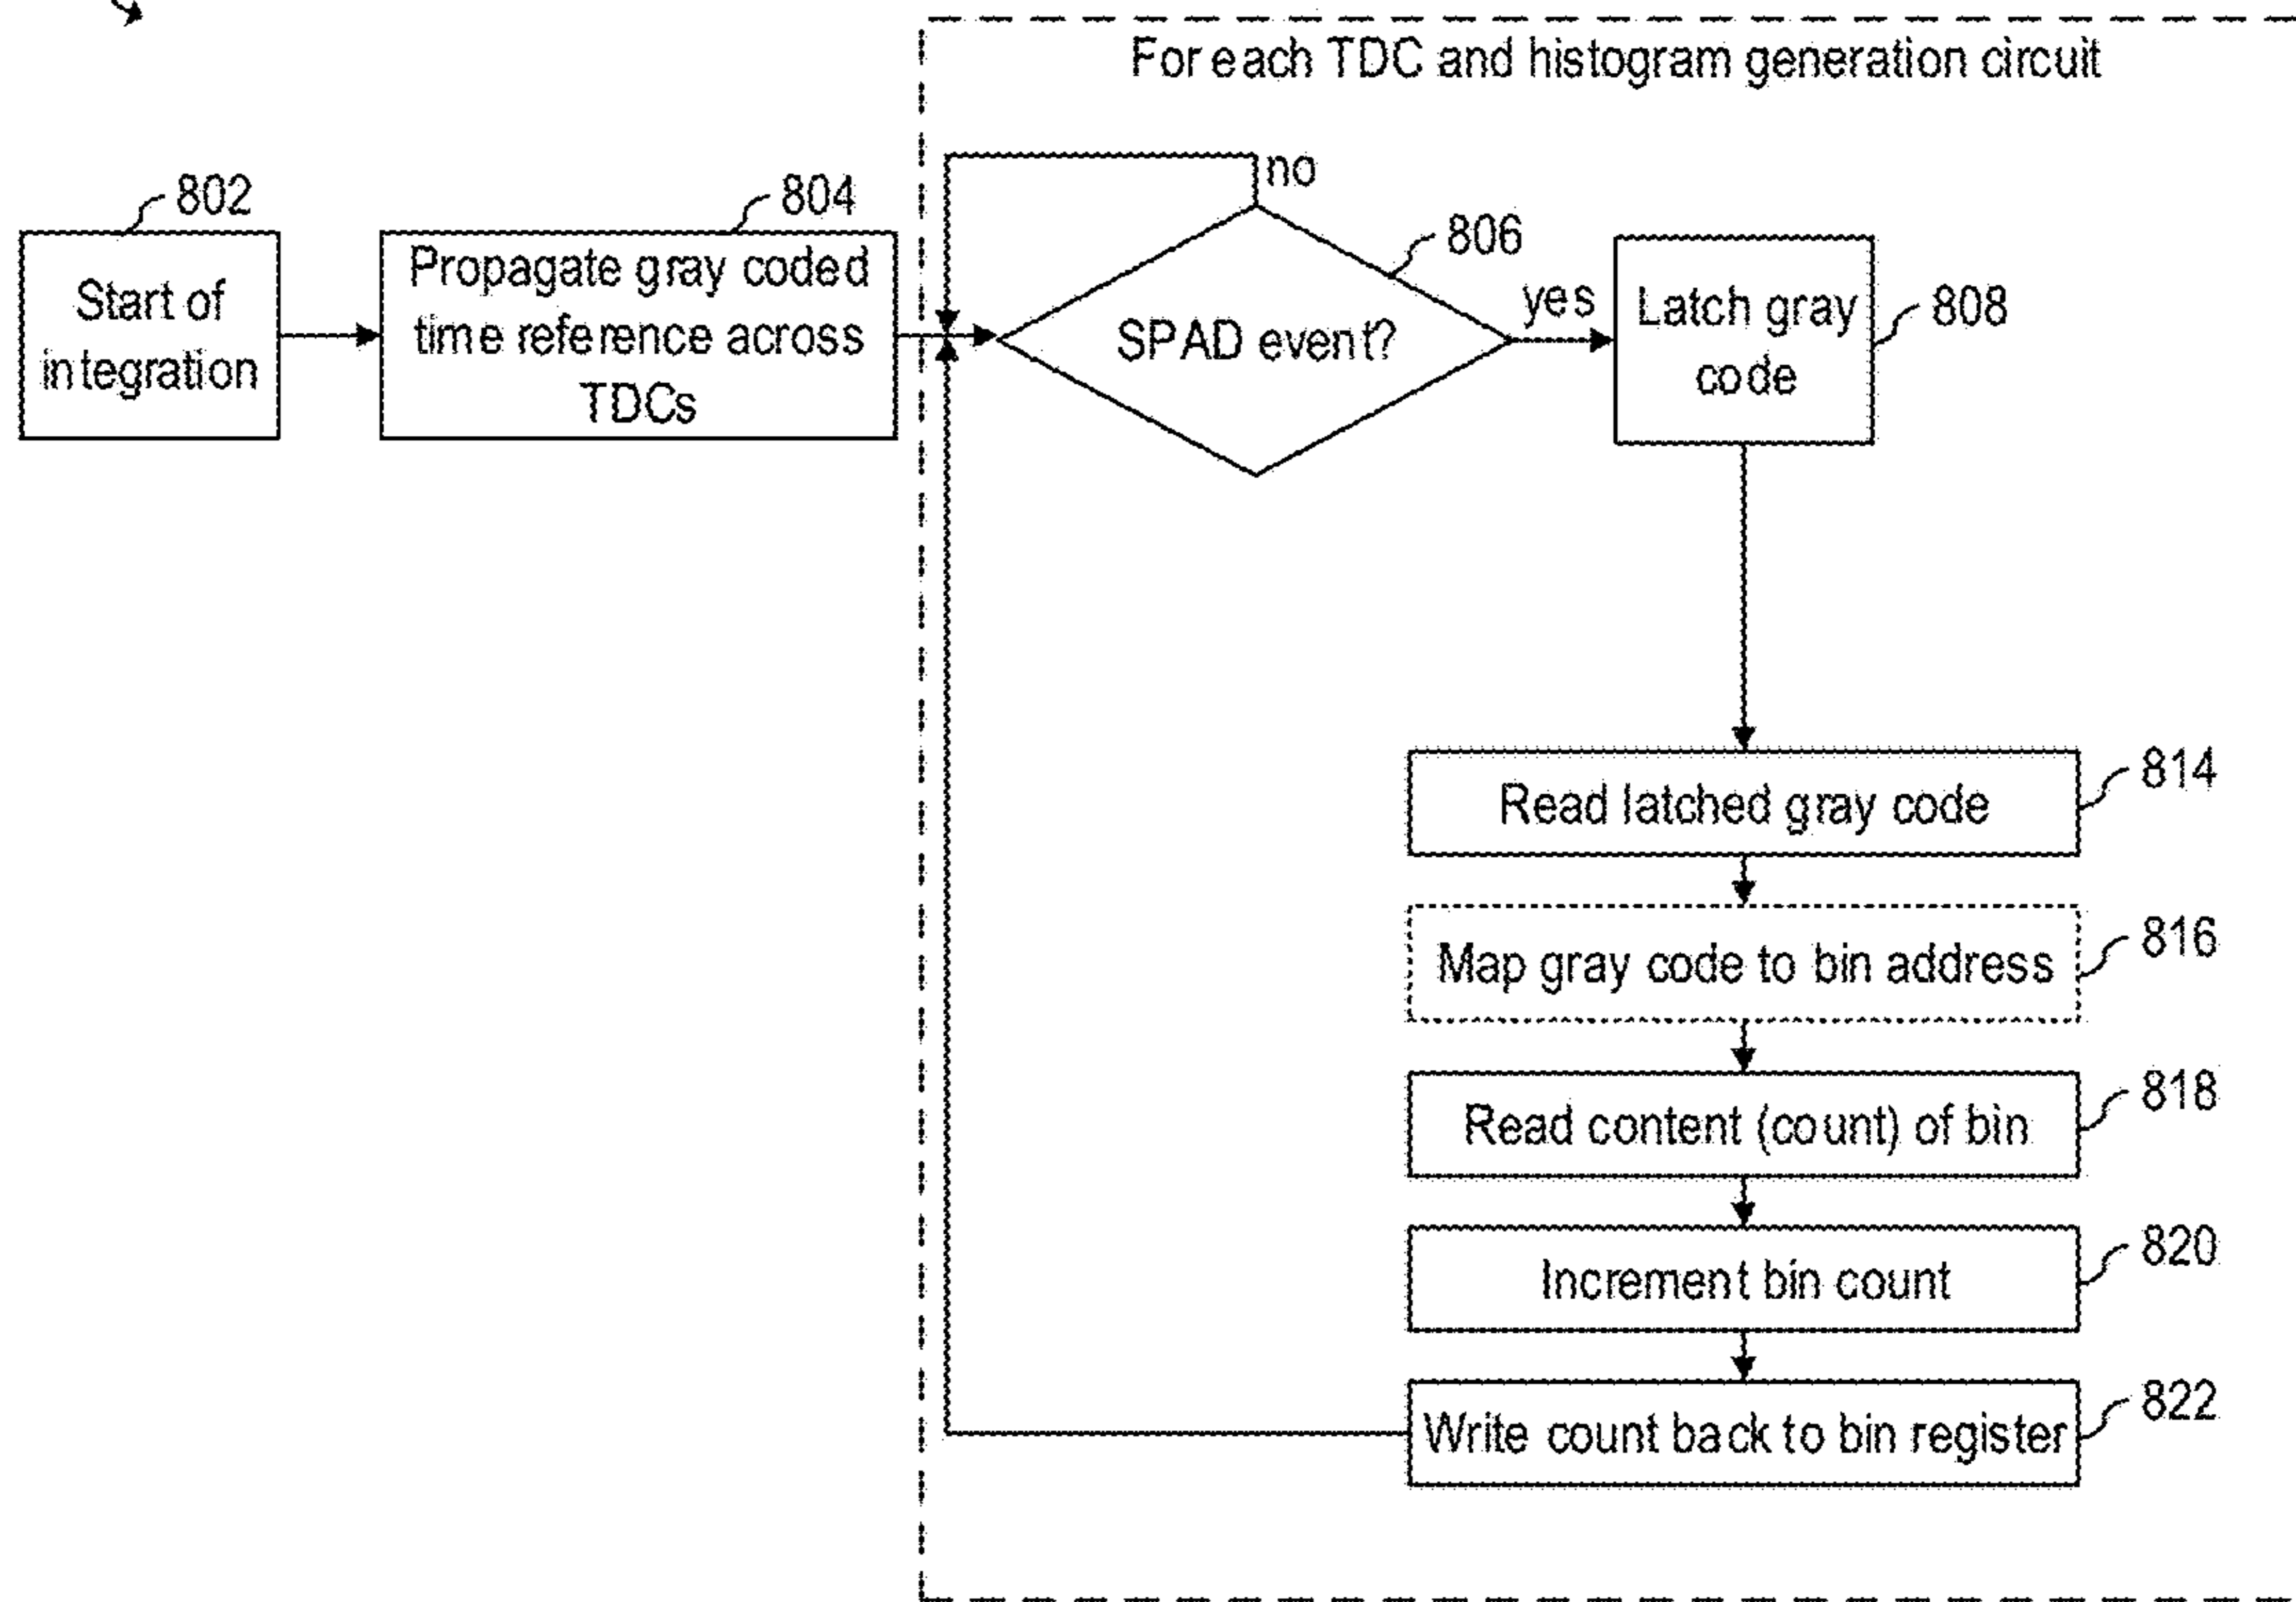 For each TDC and histogram generation circuit
no
802
804
806
Start of
integration
Propagate gray coded
time reference across
TDCs
SPAD event?
yes
Latch gray
code
808
Read latched gray code
814
Map gray code to bin address
816
Read content (count) of bin
818
Increment bin count
820
Write count back to bin register
822